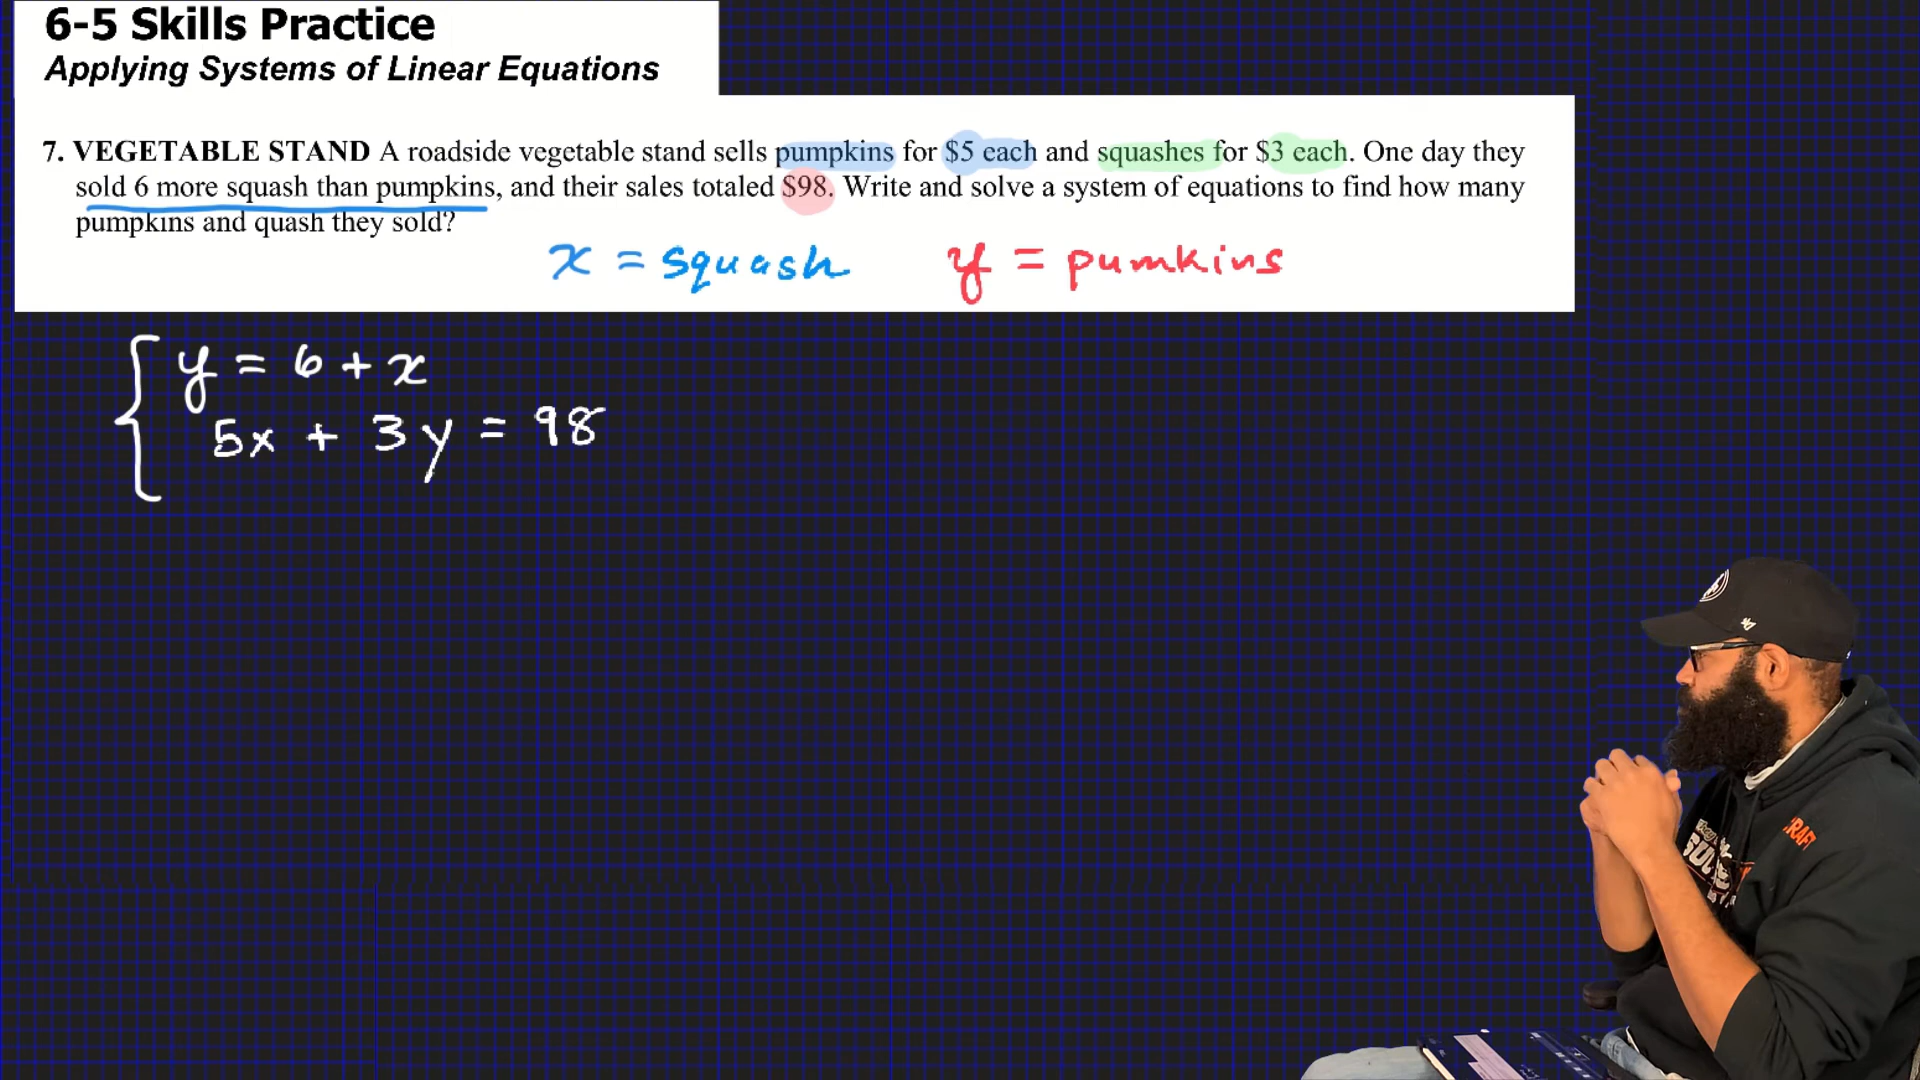 6-5 Skills Practice
Applying Systems of Linear Equations
7. VEGETABLE STAND A roadside vegetable stand sells pumpkins for $5 each and squashes for $3 each. One day they
sold 6 more squash than pumpkins, and their sales totaled $98. Write and solve a system of equations to find how many
pumpkins and quash they sold?
x = squash y = pumkins
y = 6 + x
5x + 3y = 98